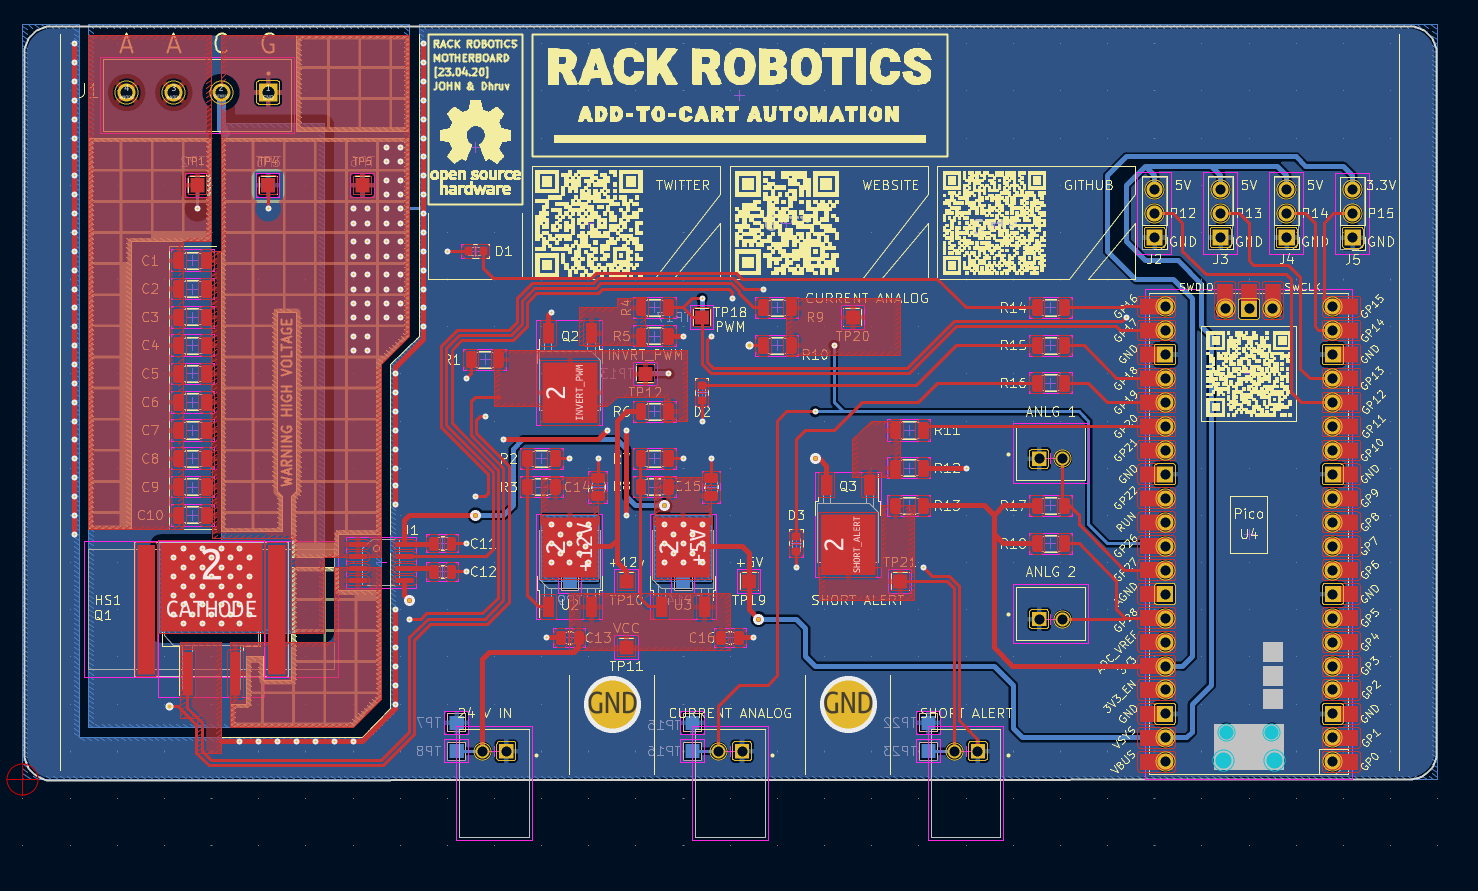 A A C G
J1
RACK ROBOTICS
MOTHERBOARD
[23.04.20]
JOHN & Dhruv
open source
hardware
RACK ROBOTICS
ADD-TO-CART AUTOMATION
TWITTER
WEBSITE
GITHUB
5V
5V
5V
3.3V
P12
P13
P14
P15
GND
GND
GND
J2
J3
J4
J5
TP1
TP5
D1
C1
C2
C3
C4
C5
C6
C7
C8
C9
C10
WARNING HIGH VOLTAGE
SWDIO
SWCLK
CURRENT ANALOG
R4
R5
TP18
PWM
R9
TP20
R10
Q2
INVRT_PWM
TP12
2
INVERT_PWM
R1
R6
D2
R14
R15
R16
ANLG 1
R11
R12
R13
R17
R2
R3
C14
C15
Q3
D3
2
SHORT_ALERT
TP21
SHORT ALERT
2
+12V
2
+5V
+12V
TP10
+5V
TP19
U2
U3
C13
C16
VCC
TP11
C11
C12
HS1
Q1
2
CATHODE
ANLG 2
GND
GND
24 V IN
CURRENT ANALOG
SHORT ALERT
TP7
TP8
TP15
TP16
TP22
TP23
Pico
U4
GP16
GP17
GND
GP18
GP19
GP20
GP21
GND
GP22
RUN
GP26
GP27
AGND
GP28
ADC_VREF
3V3
3V3_EN
GND
VSYS
VBUS
GP15
GP14
GND
GP13
GP12
GP11
GP10
GND
GP9
GP8
GP7
GP6
GND
GP5
GP4
GP3
GP2
GND
GP1
GP0